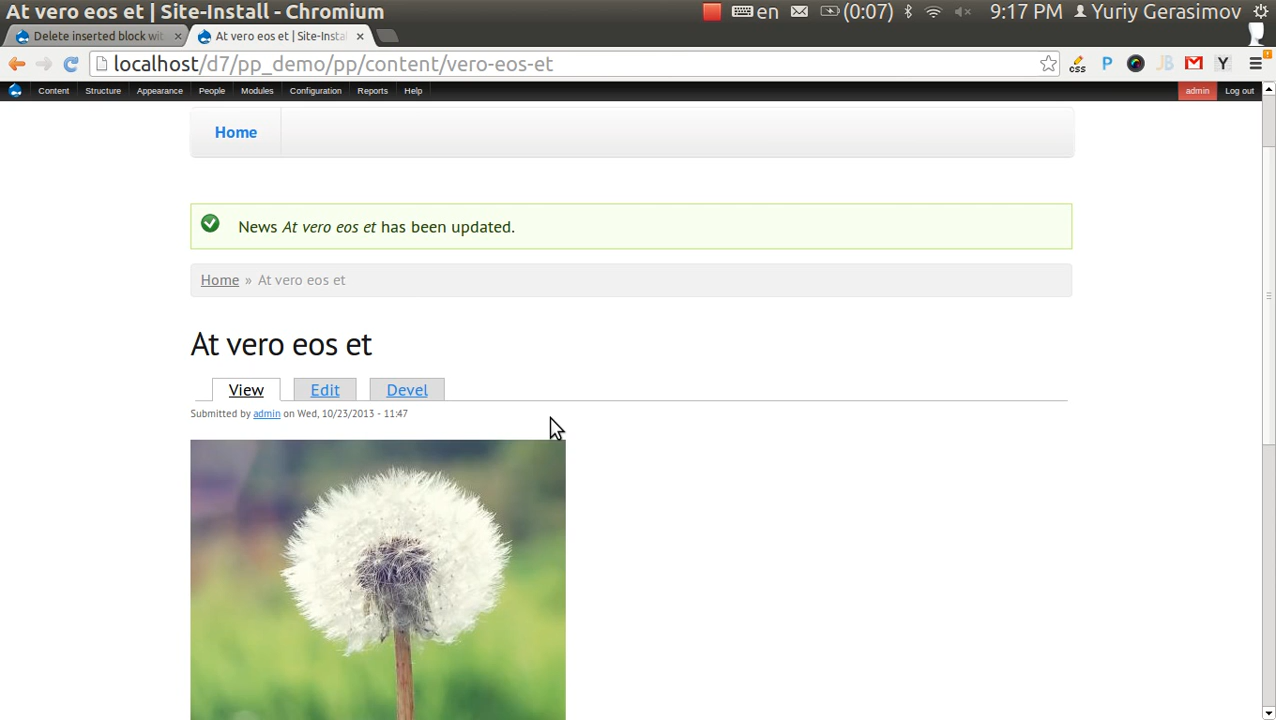 At vero eos et | Site-Install - Chromium
en
(0:07)
9:17 PM
Yuriy Gerasimov
Delete inserted block wit
At vero eos et | Site-Instal
localhost/d7/pp_demo/pp/content/vero-eos-et
css
P
JB
Y
Content Structure Appearance People Modules Configuration Reports Help
admin Log out
Home
News At vero eos et has been updated.
Home » At vero eos et
At vero eos et
View Edit Devel
Submitted by admin on Wed, 10/23/2013 - 11:47